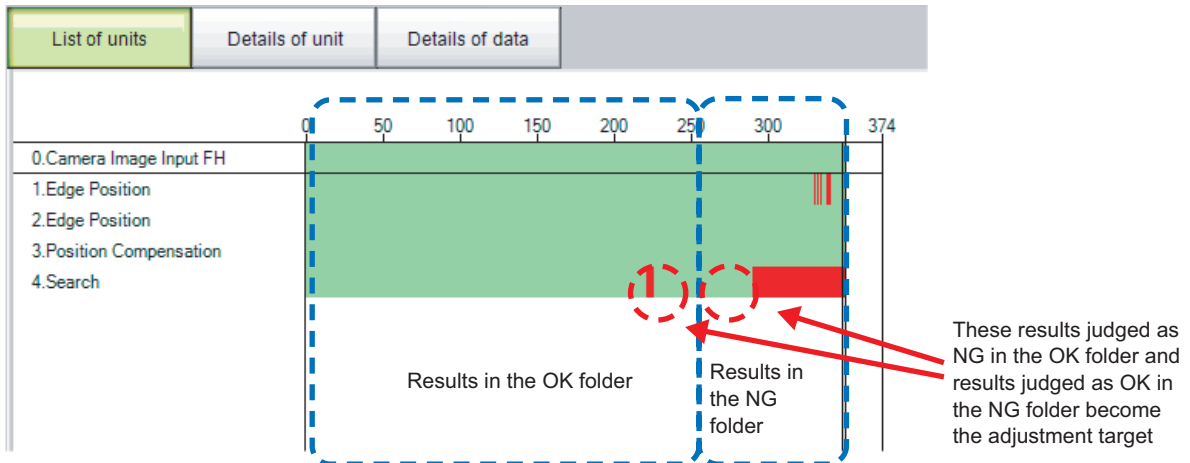 List of units
Details of unit
Details of data
0 50 100 150 200 250 300 374
0.Camera Image Input FH
1.Edge Position
2.Edge Position
3.Position Compensation
4.Search
Results in the OK folder
Results in
the NG
folder
These results judged as
NG in the OK folder and
results judged as OK in
the NG folder become
the adjustment target